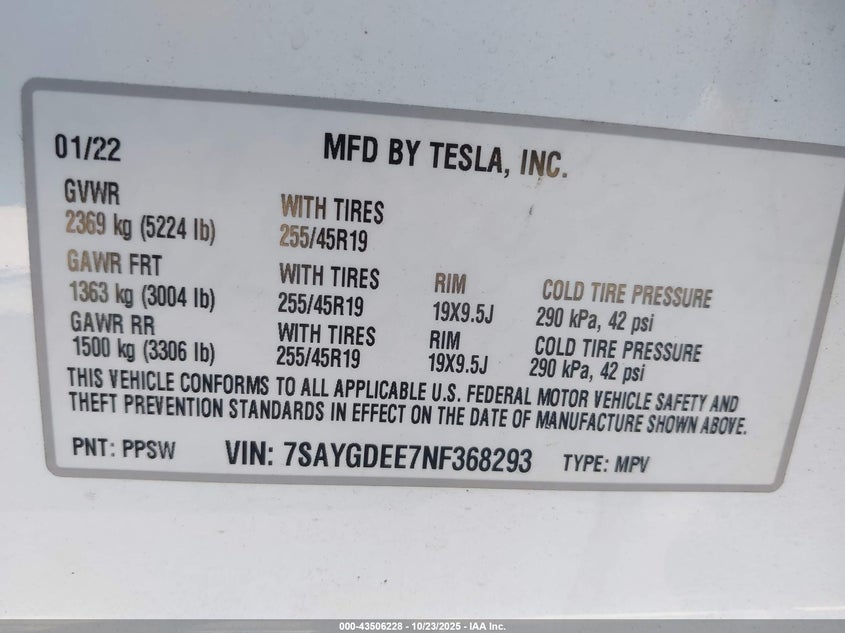 01/22 MFD BY TESLA, INC.
GVWR
2369 kg (5224 lb) WITH TIRES 255/45R19
GAWR FRT
1363 kg (3004 lb) WITH TIRES 255/45R19 RIM 19X9.5J COLD TIRE PRESSURE 290 kPa, 42 psi
GAWR RR
1500 kg (3306 lb) WITH TIRES 255/45R19 RIM 19X9.5J COLD TIRE PRESSURE 290 kPa, 42 psi
THIS VEHICLE CONFORMS TO ALL APPLICABLE U.S. FEDERAL MOTOR VEHICLE SAFETY AND
THEFT PREVENTION STANDARDS IN EFFECT ON THE DATE OF MANUFACTURE SHOWN ABOVE.
PNT: PPSW VIN: 7SAYGDEE7NF368293 TYPE: MPV
000-43506228 - 10/23/2025 - IAA Inc.